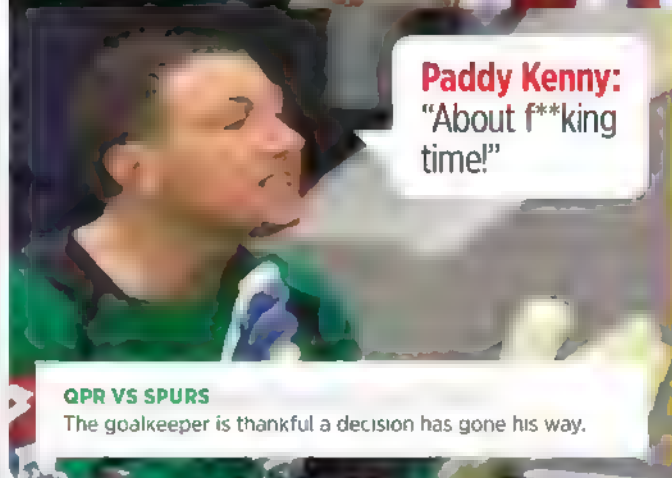 Paddy Kenny:
“About f**king
time!”
QPR VS SPURS
The goalkeeper is thankful a decision has gone his way.